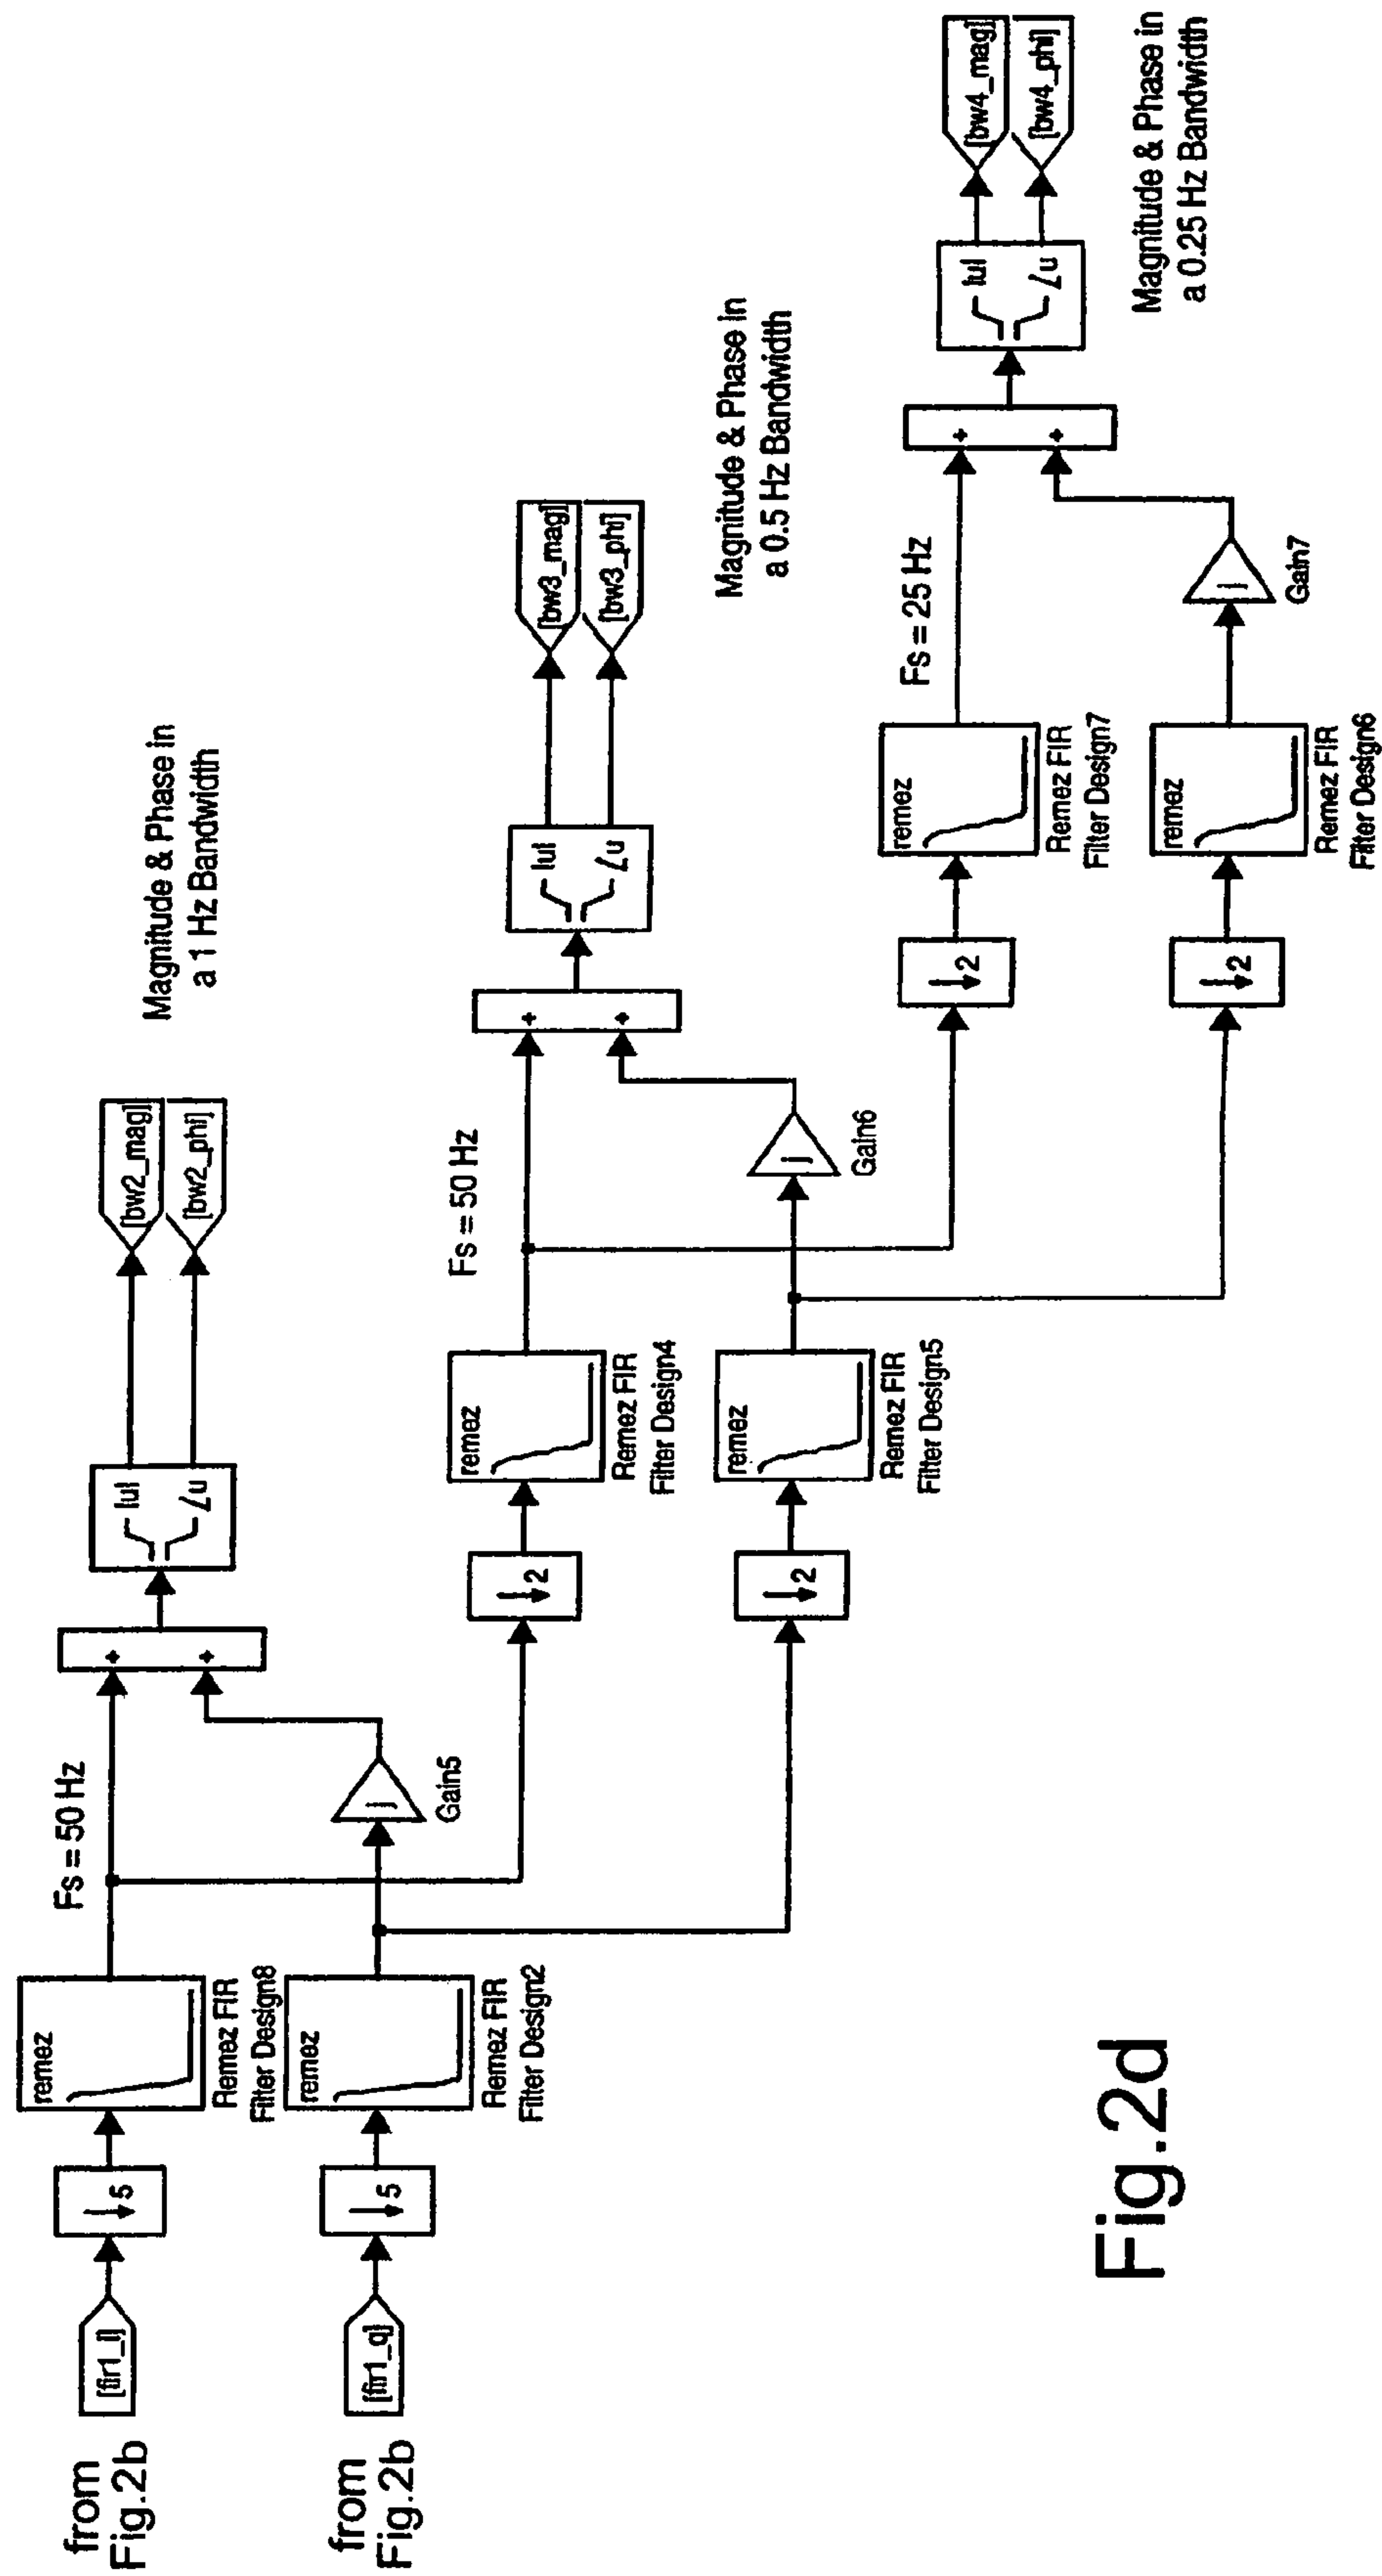 from
Fig.2b
[fir1_i]
↓5
remez
Remez FIR
Filter Design8
Fs = 50 Hz
+
+
|u|
∠u
[bw2_mag]
[bw2_phi]
Magnitude & Phase in
a 1 Hz Bandwidth
from
Fig.2b
[fir1_q]
↓5
remez
Remez FIR
Filter Design2
j
Gain5
↓2
remez
Remez FIR
Filter Design4
Fs = 50 Hz
+
+
|u|
∠u
[bw3_mag]
[bw3_phi]
Magnitude & Phase in
a 0.5 Hz Bandwidth
↓2
remez
Remez FIR
Filter Design5
j
Gain6
↓2
remez
Remez FIR
Filter Design7
Fs = 25 Hz
+
+
|u|
∠u
[bw4_mag]
[bw4_phi]
Magnitude & Phase in
a 0.25 Hz Bandwidth
↓2
remez
Remez FIR
Filter Design6
j
Gain7
Fig.2d